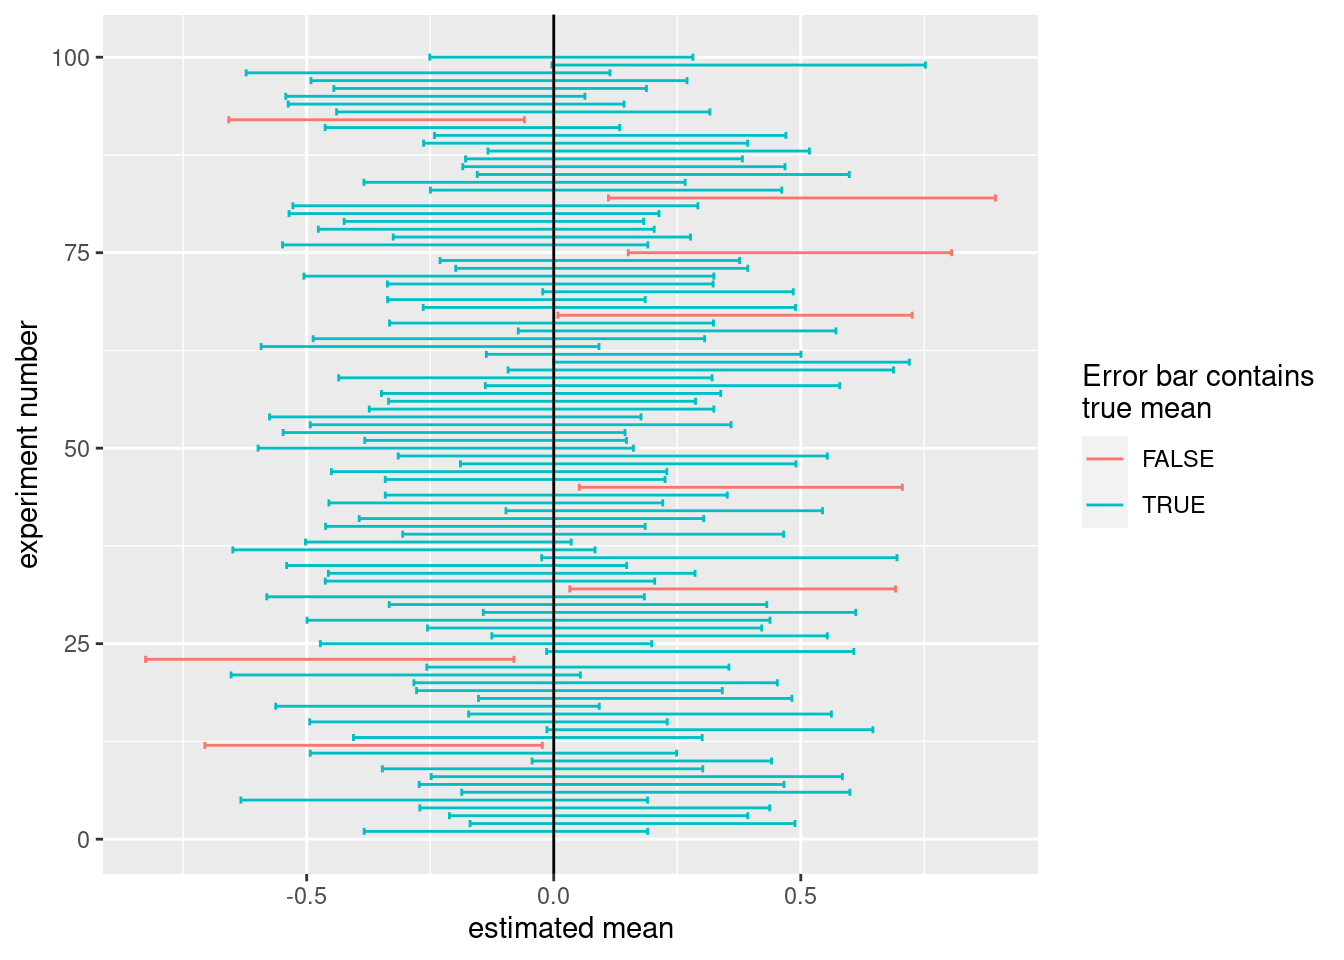 100
75
50
25
0
experiment number
-0.5
0.0
0.5
estimated mean
Error bar contains
true mean
FALSE
TRUE